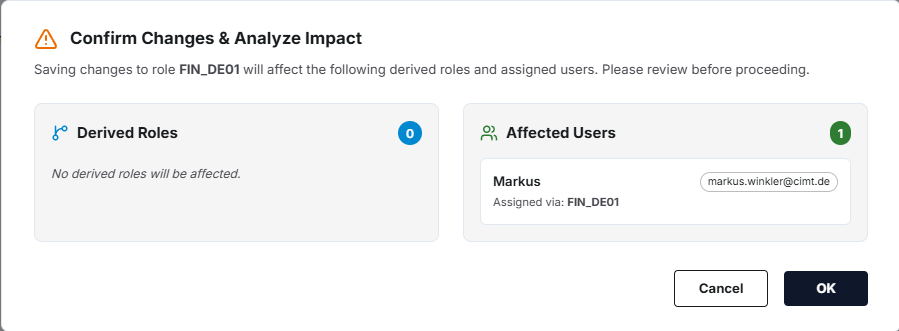 Confirm Changes & Analyze Impact
Saving changes to role FIN_DE01 will affect the following derived roles and assigned users. Please review before proceeding.
Derived Roles
0
No derived roles will be affected.
Affected Users
1
Markus
markus.winkler@cimt.de
Assigned via: FIN_DE01
Cancel
OK